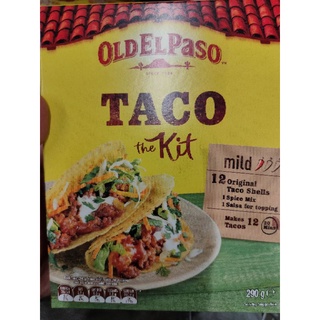 OLD EL PASO
TACO
the Kit
mild
12 Original
Taco Shells
1 Spice Mix
1 Salsa for topping
Makes 12
Tacos
290g